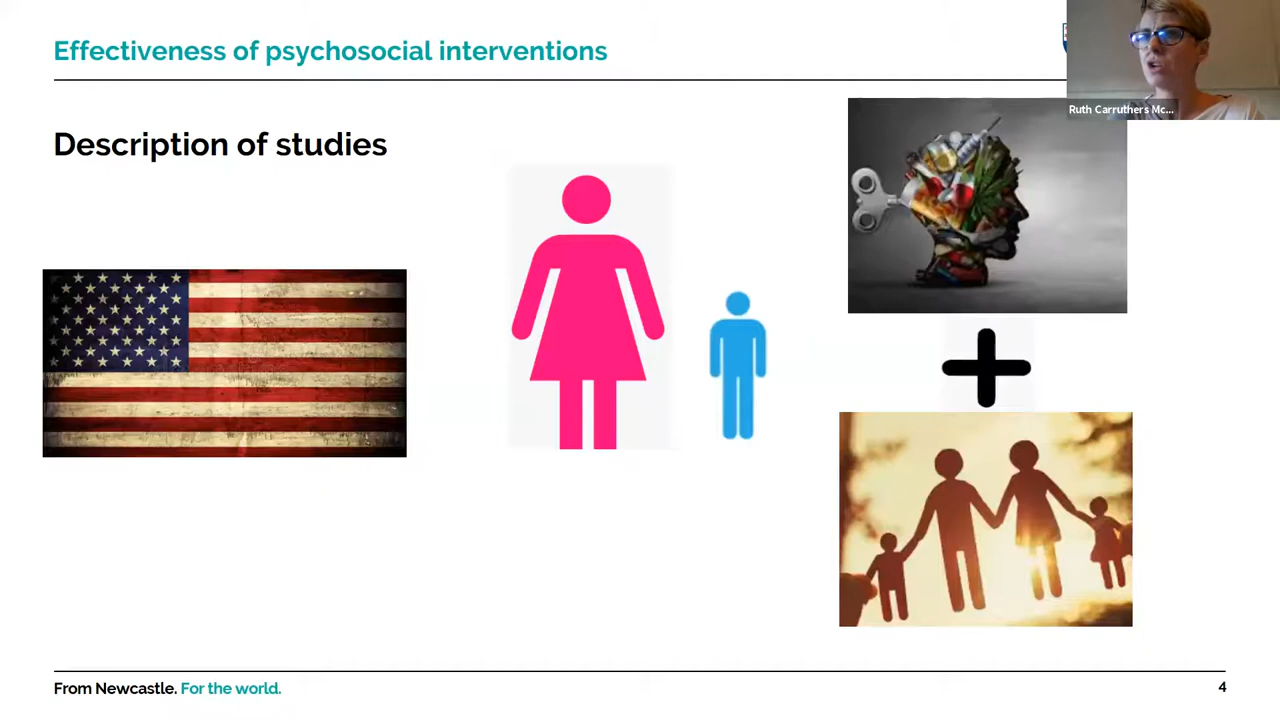 Effectiveness of psychosocial interventions
Ruth Carruthers Mc...
Description of studies
From Newcastle. For the world.
4